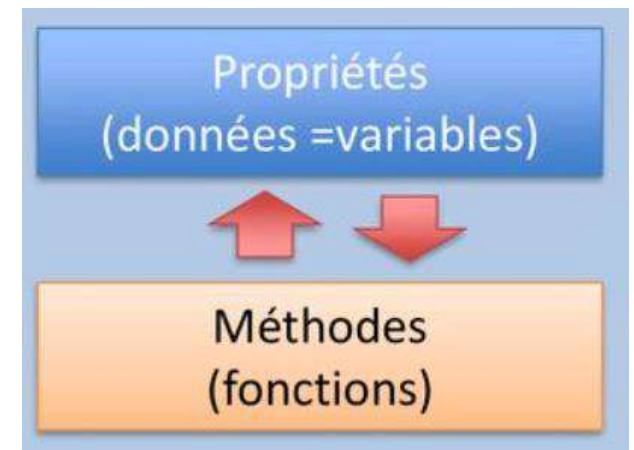 Propriétés
(données =variables)
Méthodes
(fonctions)